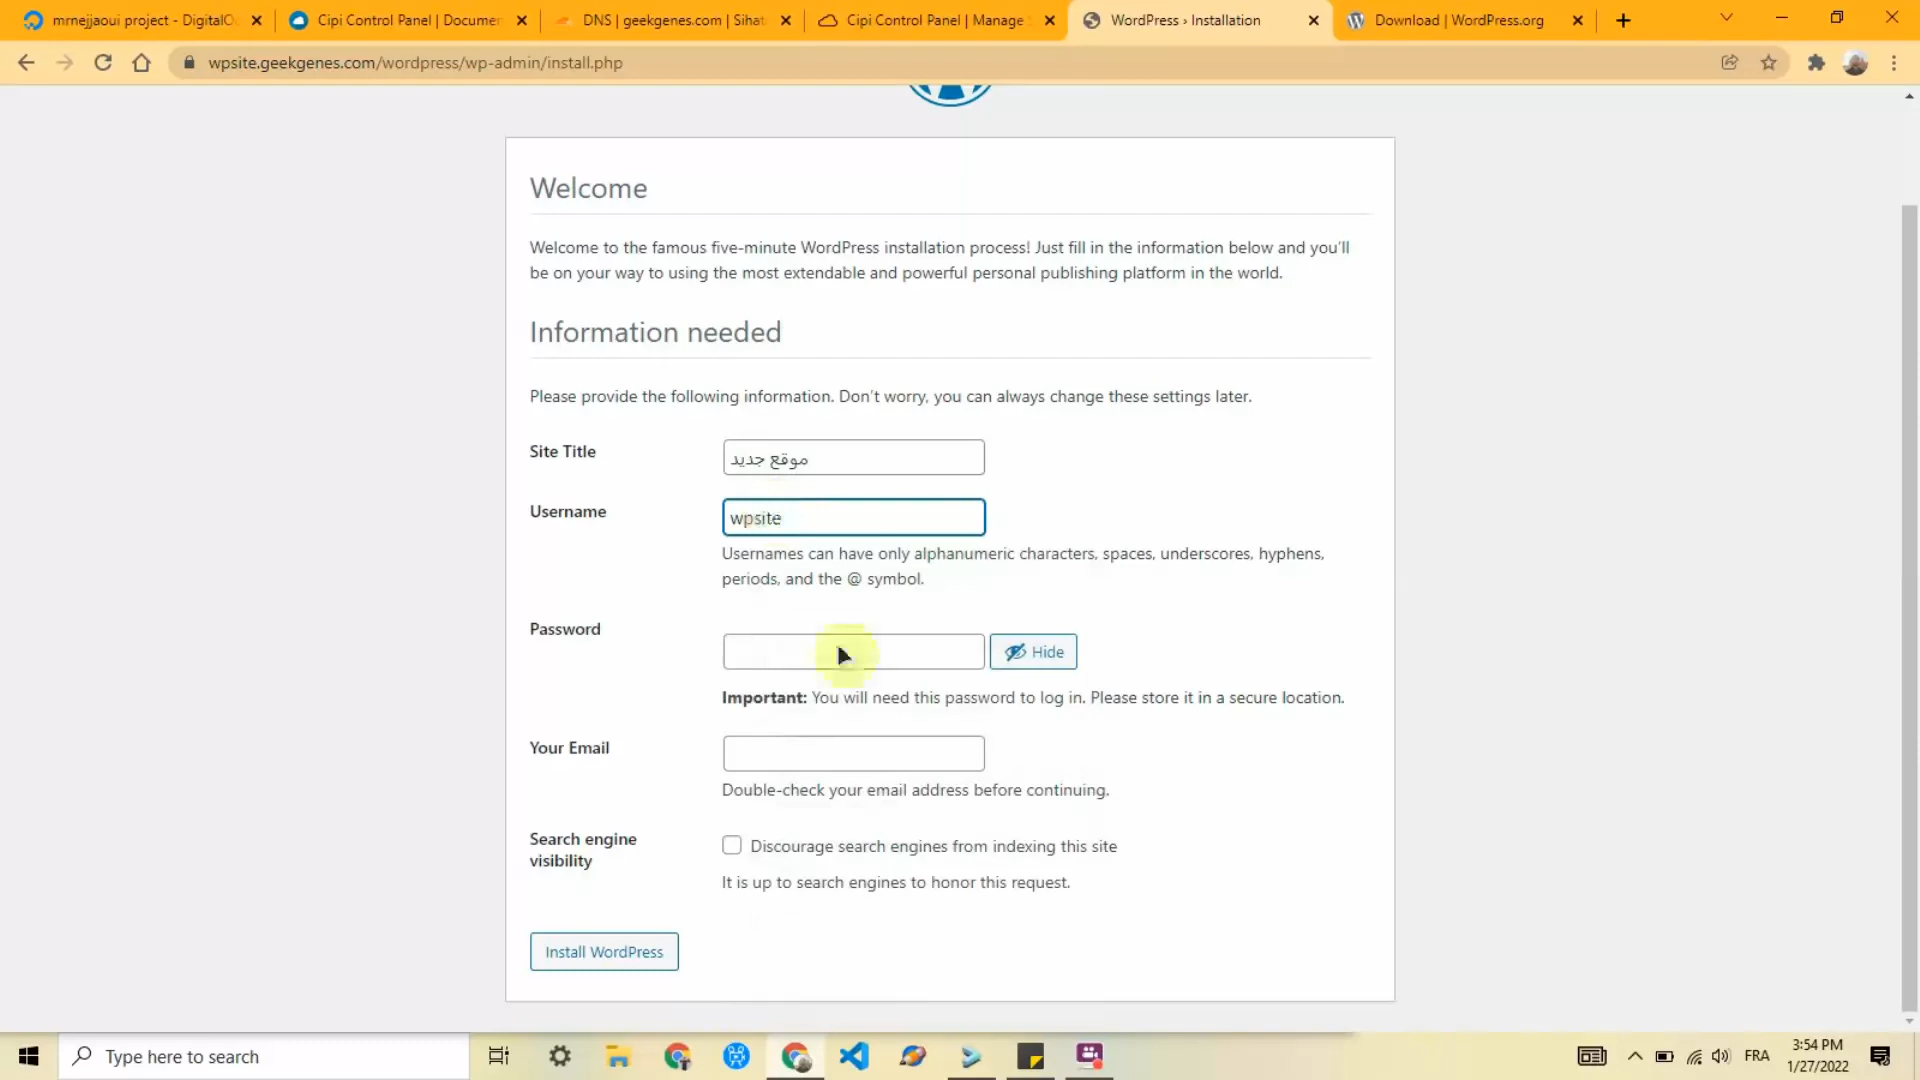 mrnejjaoui project - DigitalO
Cipi Control Panel | Documen
DNS | geekgenes.com | Sihat
Cipi Control Panel | Manage
WordPress › Installation
Download | WordPress.org
wpsite.geekgenes.com/wordpress/wp-admin/install.php
Welcome
Welcome to the famous five-minute WordPress installation process! Just fill in the information below and you’ll
be on your way to using the most extendable and powerful personal publishing platform in the world.
Information needed
Please provide the following information. Don’t worry, you can always change these settings later.
Site Title
موقع جديد
Username
wpsite
Usernames can have only alphanumeric characters, spaces, underscores, hyphens,
periods, and the @ symbol.
Password
Hide
Important: You will need this password to log in. Please store it in a secure location.
Your Email
Double-check your email address before continuing.
Search engine
visibility
Discourage search engines from indexing this site
It is up to search engines to honor this request.
Install WordPress
Type here to search
FRA
3:54 PM
1/27/2022